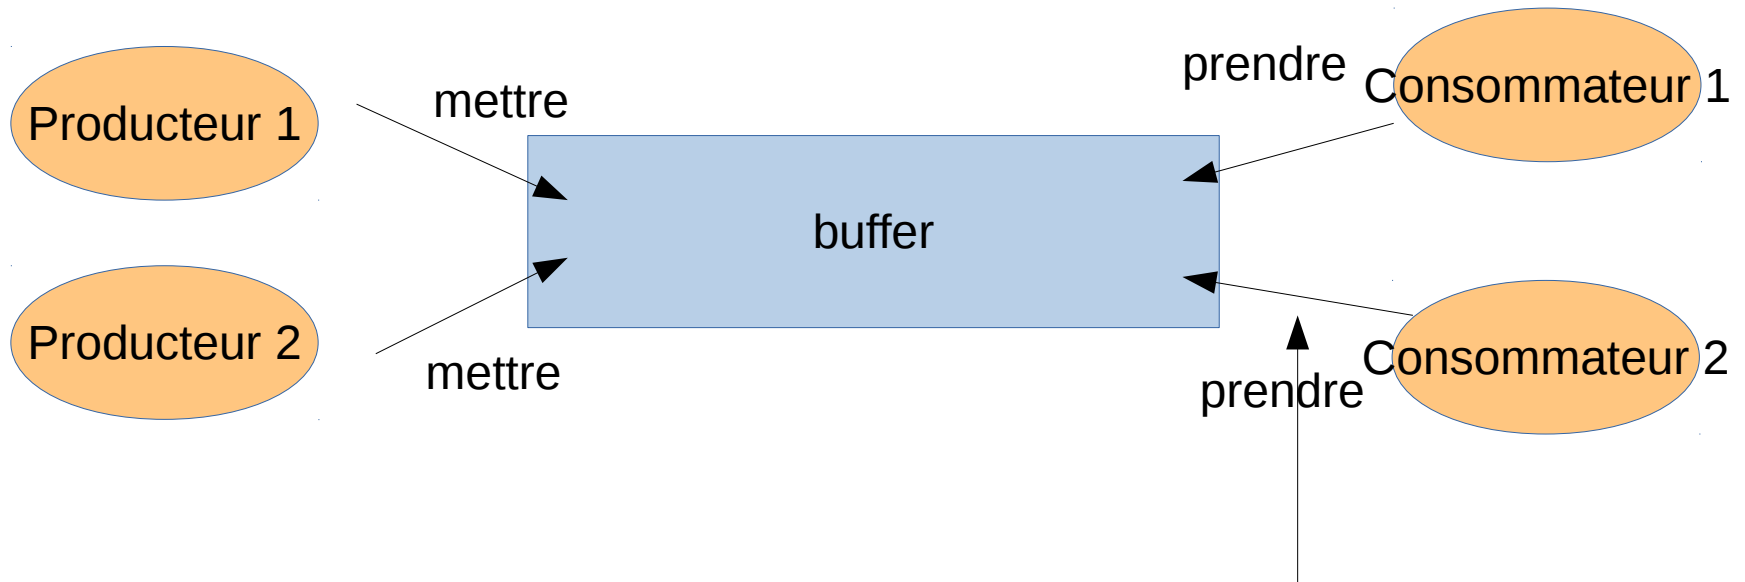 Producteur 1
mettre
prendre
Consommateur 1
buffer
Producteur 2
mettre
prendre
Consommateur 2